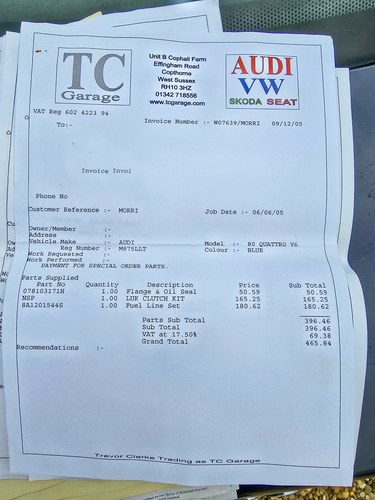 TC
Garage
Unit B Cophall Farm
Effingham Road
Copthorne
West Sussex
RH10 3HZ
01342 718556
www.tcgarage.com
AUDI
VW
SKODA SEAT
VAT Reg 602 4223 94
Invoice Number :- W07639/MORRI 09/12/05
To:-
Invoice Invoi
Phone No
Customer Reference :- MORRI Job Date :- 06/06/05
Owner/Member :-
Address :-
Vehicle Make :- AUDI Model :- 80 QUATTRO V6
Reg Number :- M875LLT Colour :- BLUE
Work Requested :-
Work Performed :-
PAYMENT FOR SPECIAL ORDER PARTS.
Parts Supplied
Part No Quantity Description Price Sub Total
078103171H 1.00 Flange & Oil Seal 50.59 50.59
NSP 1.00 LUK CLUTCH KIT 165.25 165.25
8A1201544S 1.00 Fuel Line Set 180.62 180.62
Parts Sub Total 396.46
Sub Total 396.46
VAT at 17.50% 69.38
Grand Total 465.84
Recommendations :-
Trevor Clarke Trading as TC Garage